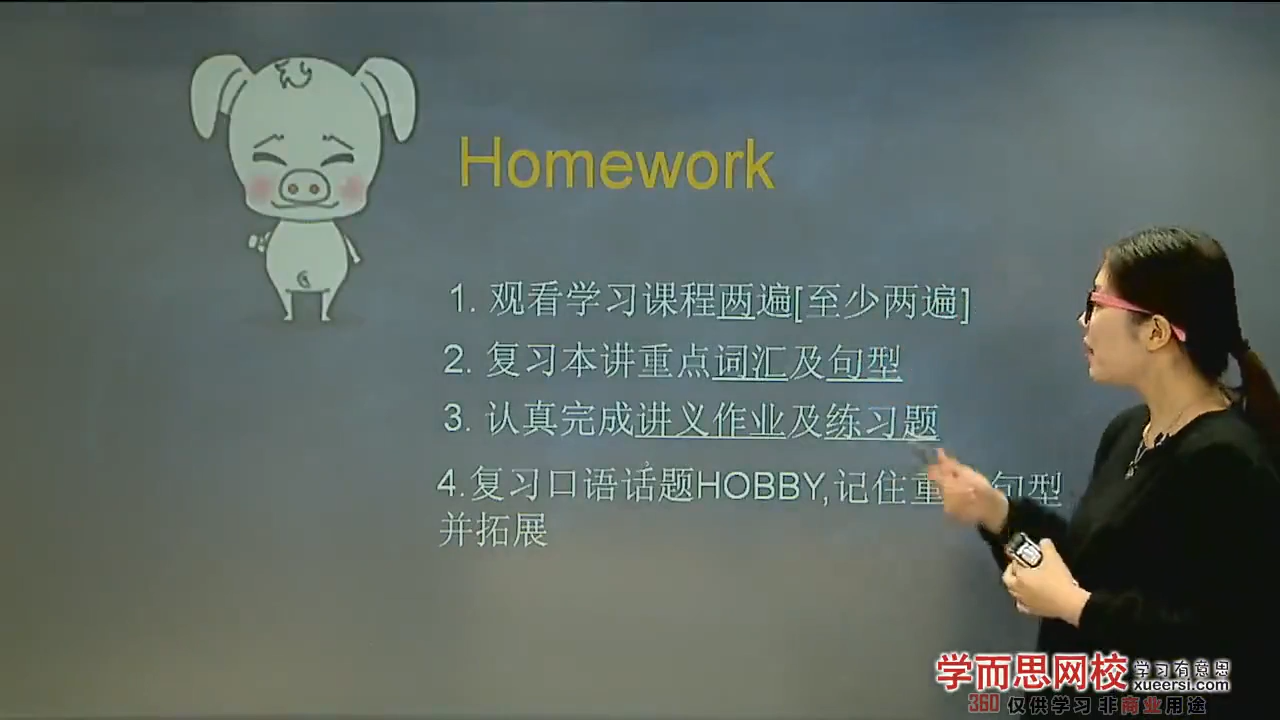 Homework
1. 观看学习课程两遍[至少两遍]
2. 复习本讲重点词汇及句型
3. 认真完成讲义作业及练习题
4.复习口语话题HOBBY,记住重 句型
并拓展
学而思网校 学习有意思
xueersi.com
360 仅供学习 非商业用途